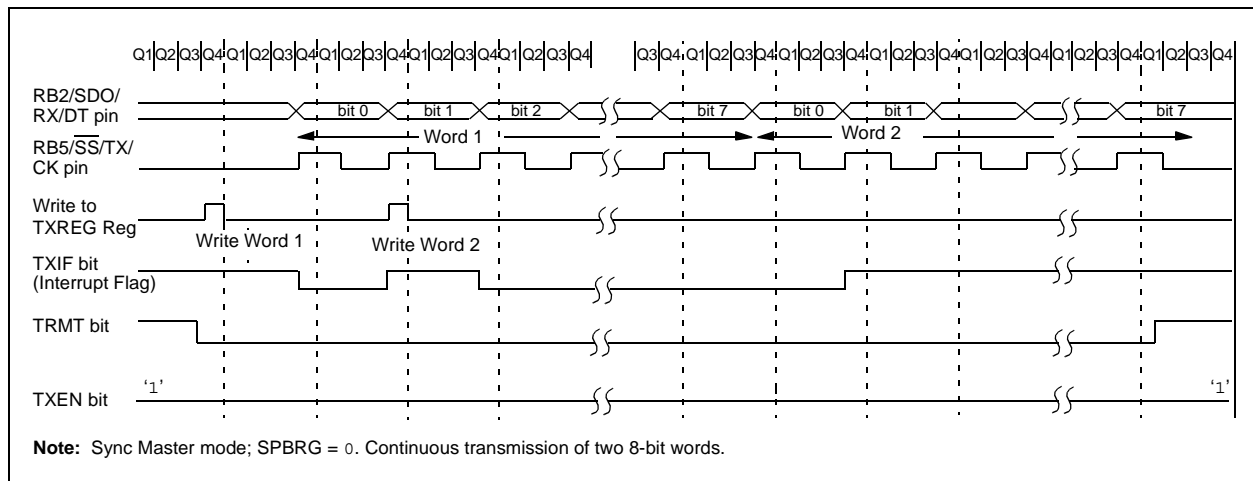 Q1 Q2 Q3 Q4 Q1 Q2 Q3 Q4 Q1 Q2 Q3 Q4 Q1 Q2 Q3 Q4 Q1 Q2 Q3 Q4 Q3 Q4 Q1 Q2 Q3 Q4 Q1 Q2 Q3 Q4 Q1 Q2 Q3 Q4 Q1 Q2 Q3 Q4 Q1 Q2 Q3 Q4 Q1 Q2 Q3 Q4
RB2/SDO/
RX/DT pin
bit 0 bit 1 bit 2 bit 7 bit 0 bit 1 bit 7
Word 1 Word 2
RB5/SS/TX/
CK pin
Write to
TXREG Reg
Write Word 1 Write Word 2
TXIF bit
(Interrupt Flag)
TRMT bit
‘1’ ‘1’
TXEN bit
Note: Sync Master mode; SPBRG = 0. Continuous transmission of two 8-bit words.